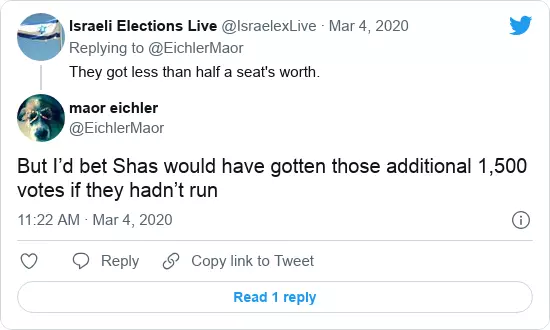 Israeli Elections Live @IsraelexLive · Mar 4, 2020
Replying to @EichlerMaor
They got less than half a seat's worth.
maor eichler
@EichlerMaor
But I’d bet Shas would have gotten those additional 1,500
votes if they hadn’t run
11:22 AM · Mar 4, 2020
Reply
Copy link to Tweet
Read 1 reply